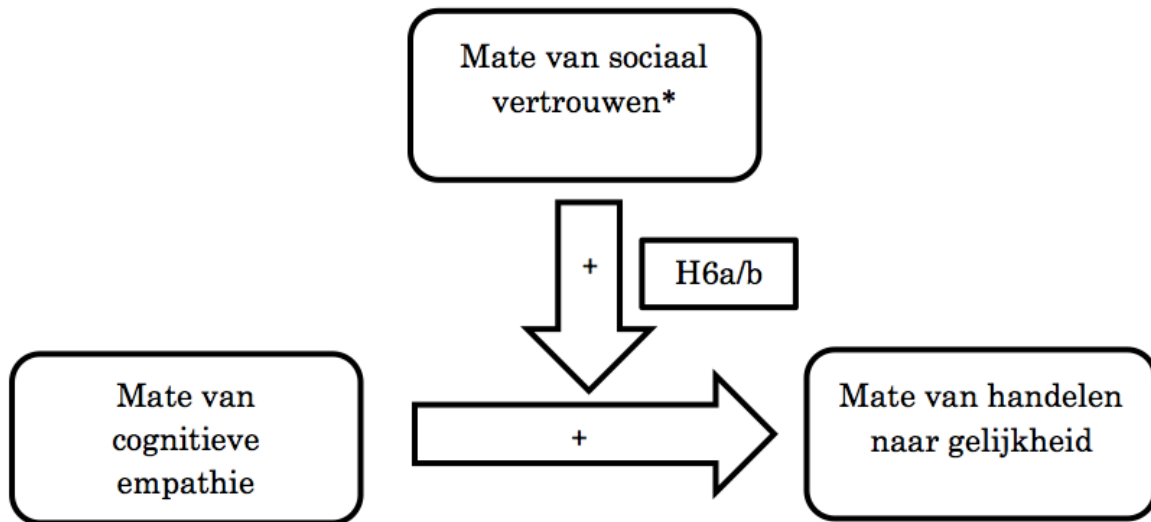 Mate van sociaal
vertrouwen*
+
H6a/b
Mate van
cognitieve
empathie
+
Mate van handelen
naar gelijkheid